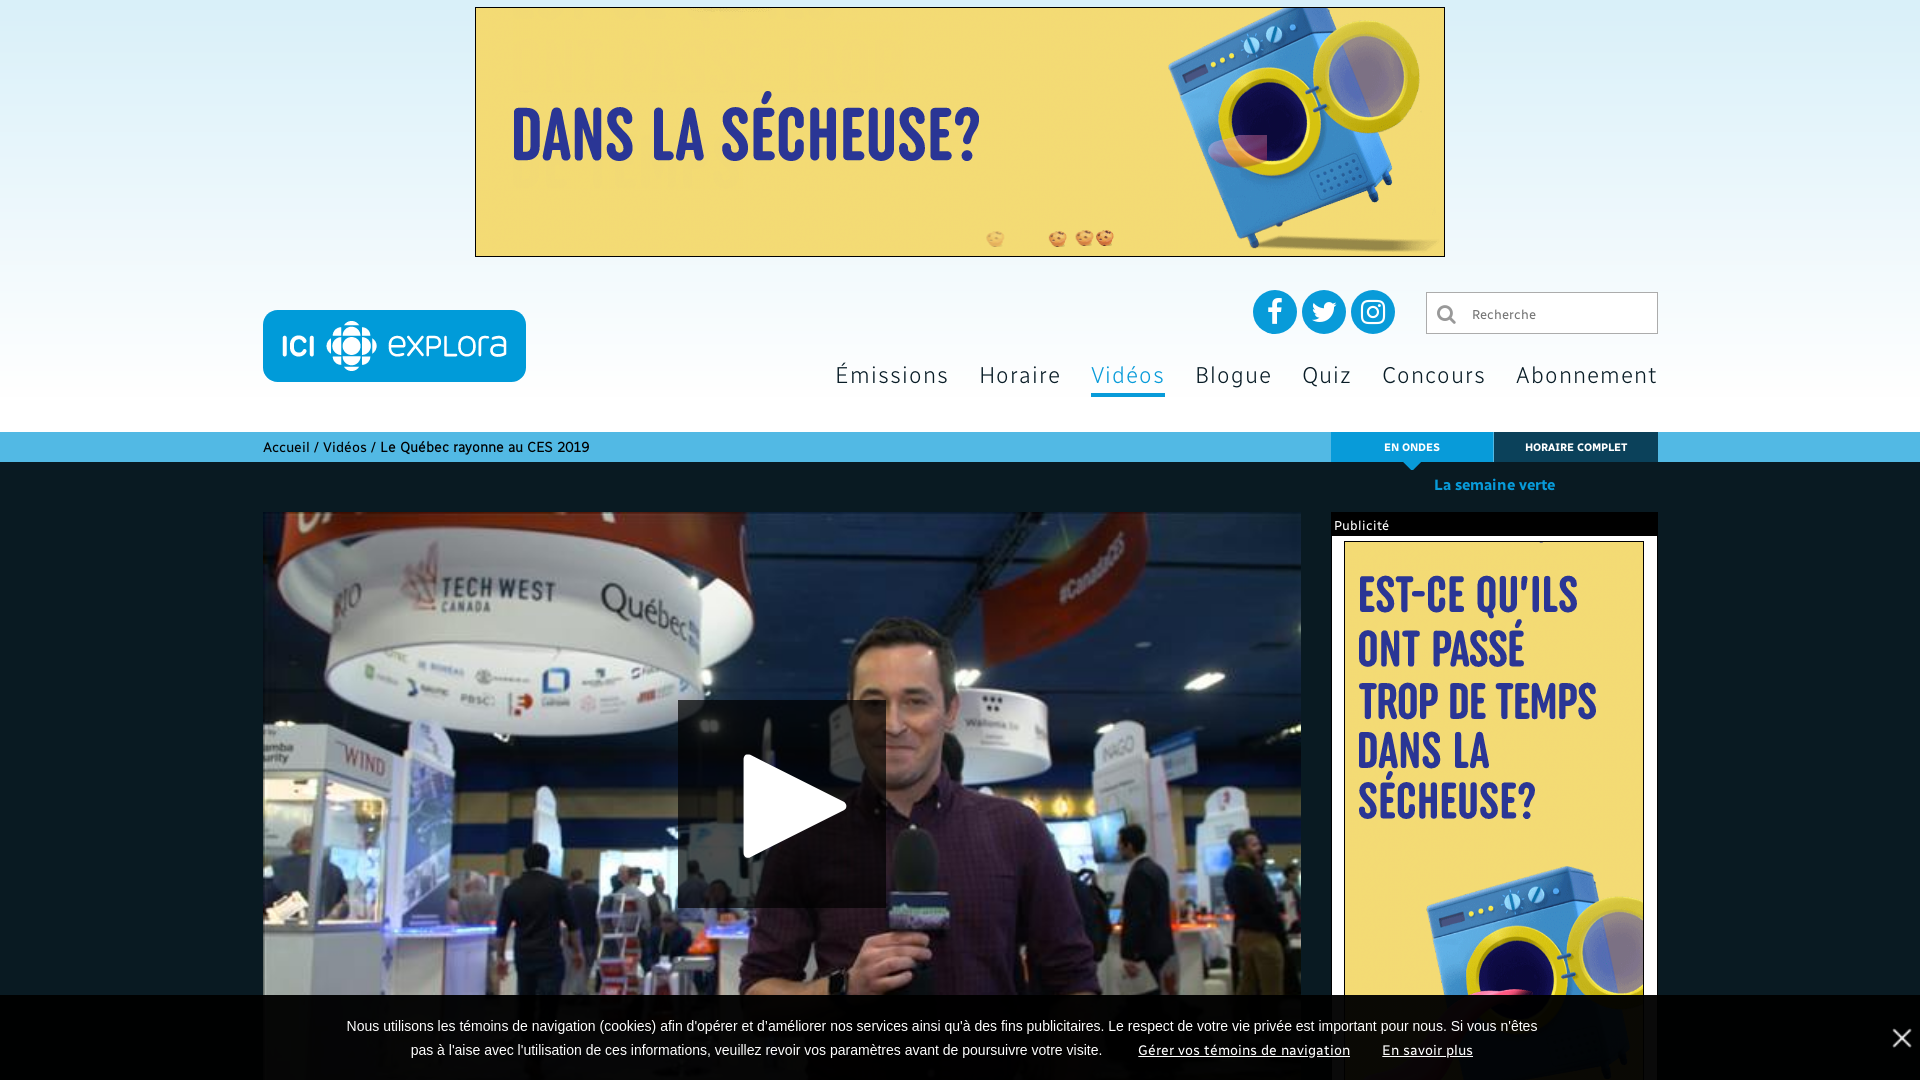 DANS LA SÉCHEUSE?
Recherche
ICI explora
Émissions Horaire Vidéos Blogue Quiz Concours Abonnement
Accueil / Vidéos / Le Québec rayonne au CES 2019
EN ONDES
HORAIRE COMPLET
La semaine verte
Publicité
EST-CE QU'ILS
ONT PASSÉ
TROP DE TEMPS
DANS LA
SÉCHEUSE?
TECH WEST
CANADA
Québec
#CanadaCES
PBSC
WIND
NAGO
Nous utilisons les témoins de navigation (cookies) afin d'opérer et d’améliorer nos services ainsi qu'à des fins publicitaires. Le respect de votre vie privée est important pour nous. Si vous n'êtes
pas à l'aise avec l'utilisation de ces informations, veuillez revoir vos paramètres avant de poursuivre votre visite. Gérer vos témoins de navigation En savoir plus